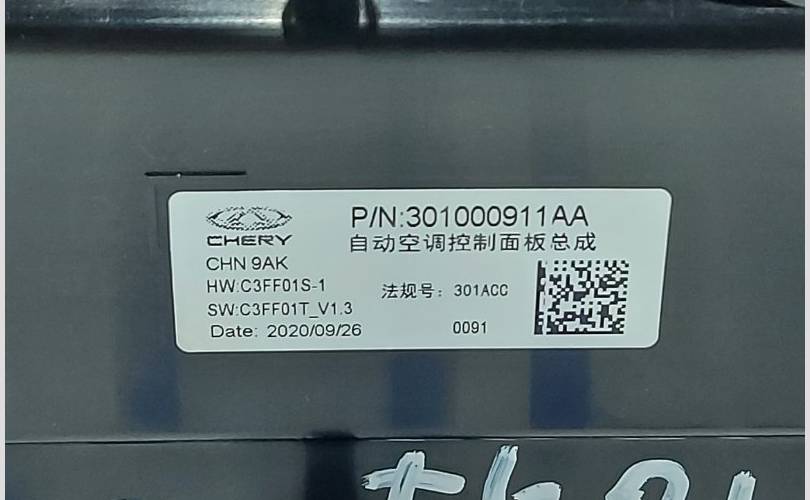 CHERY
P/N:301000911AA
自动空调控制面板总成
CHN 9AK
HW:C3FF01S-1
法规号：301ACC
SW:C3FF01T_V1.3
Date: 2020/09/26
0091